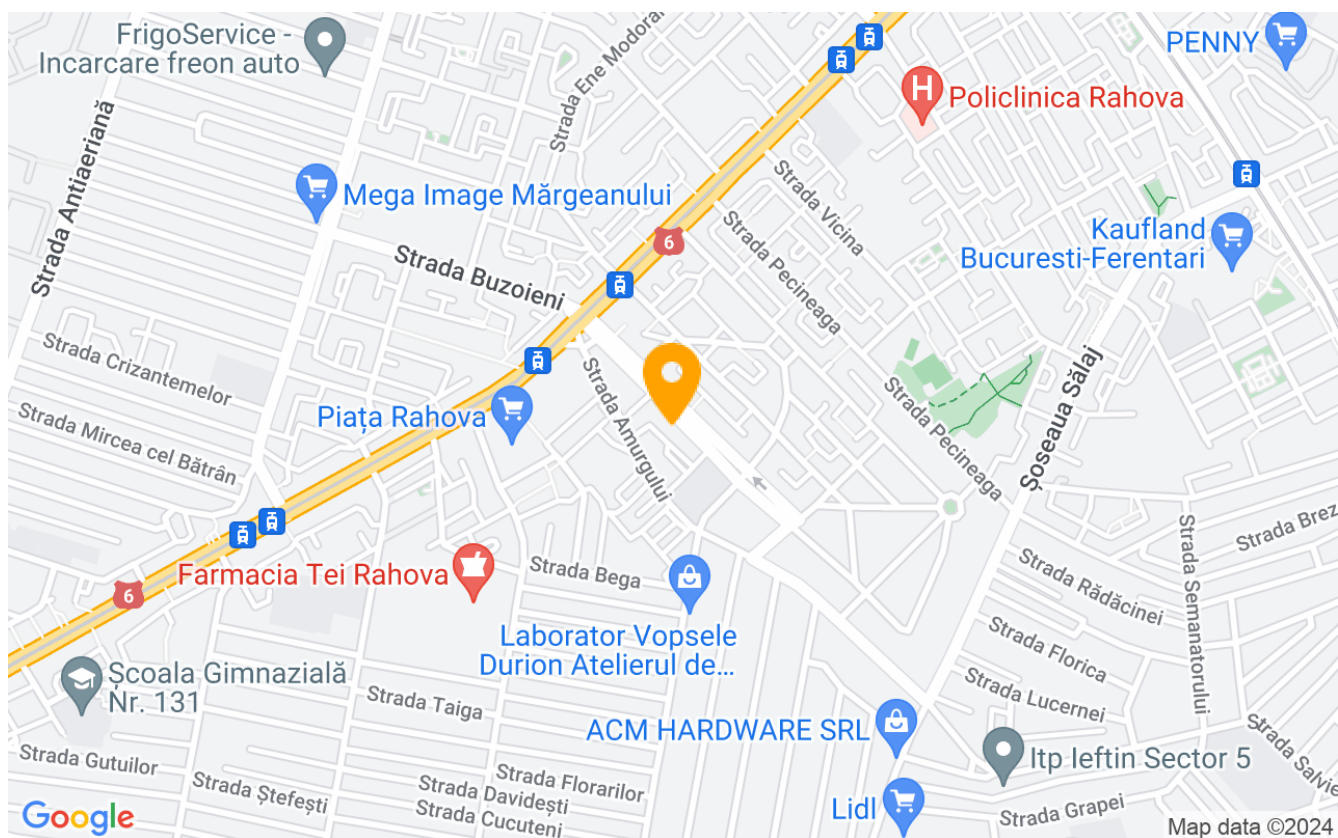 FrigoService -
Incarcare freon auto
Strada Ene Modoran
PENNY
Policlinica Rahova
Strada Antiaeriană
Mega Image Mărgeanului
Strada Vicina
6
Strada Pecineaga
Kaufland
Bucuresti-Ferentari
Strada Buzoieni
Strada Crizantemelor
Șoseaua Sălaj
Piața Rahova
Strada Amurgului
Strada Pecineaga
Strada Mircea cel Bătrân
Strada Brez
Strada Semanatorului
Farmacia Tei Rahova
Strada Bega
Strada Rădăcinei
6
Laborator Vopsele
Durion Atelierul de...
Strada Florica
Școala Gimnazială
Nr. 131
Strada Taiga
Strada Lucernei
ACM HARDWARE SRL
Itp Ieftin Sector 5
Strada Salviei
Strada Gutuilor
Strada Ștefești
Strada Florarilor
Strada Davidești
Strada Cucuteni
Lidl
Strada Grapei
Google
Map data ©2024